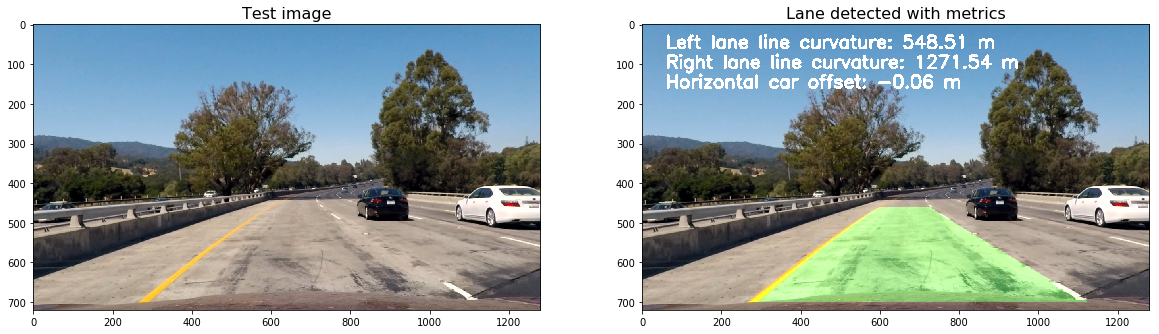 Test image
0
100
200
300
400
500
600
700
0 200 400 600 800 1000 1200
Lane detected with metrics
Left lane line curvature: 548.51 m
Right lane line curvature: 1271.54 m
Horizontal car offset: -0.06 m
0
100
200
300
400
500
600
700
0 200 400 600 800 1000 1200